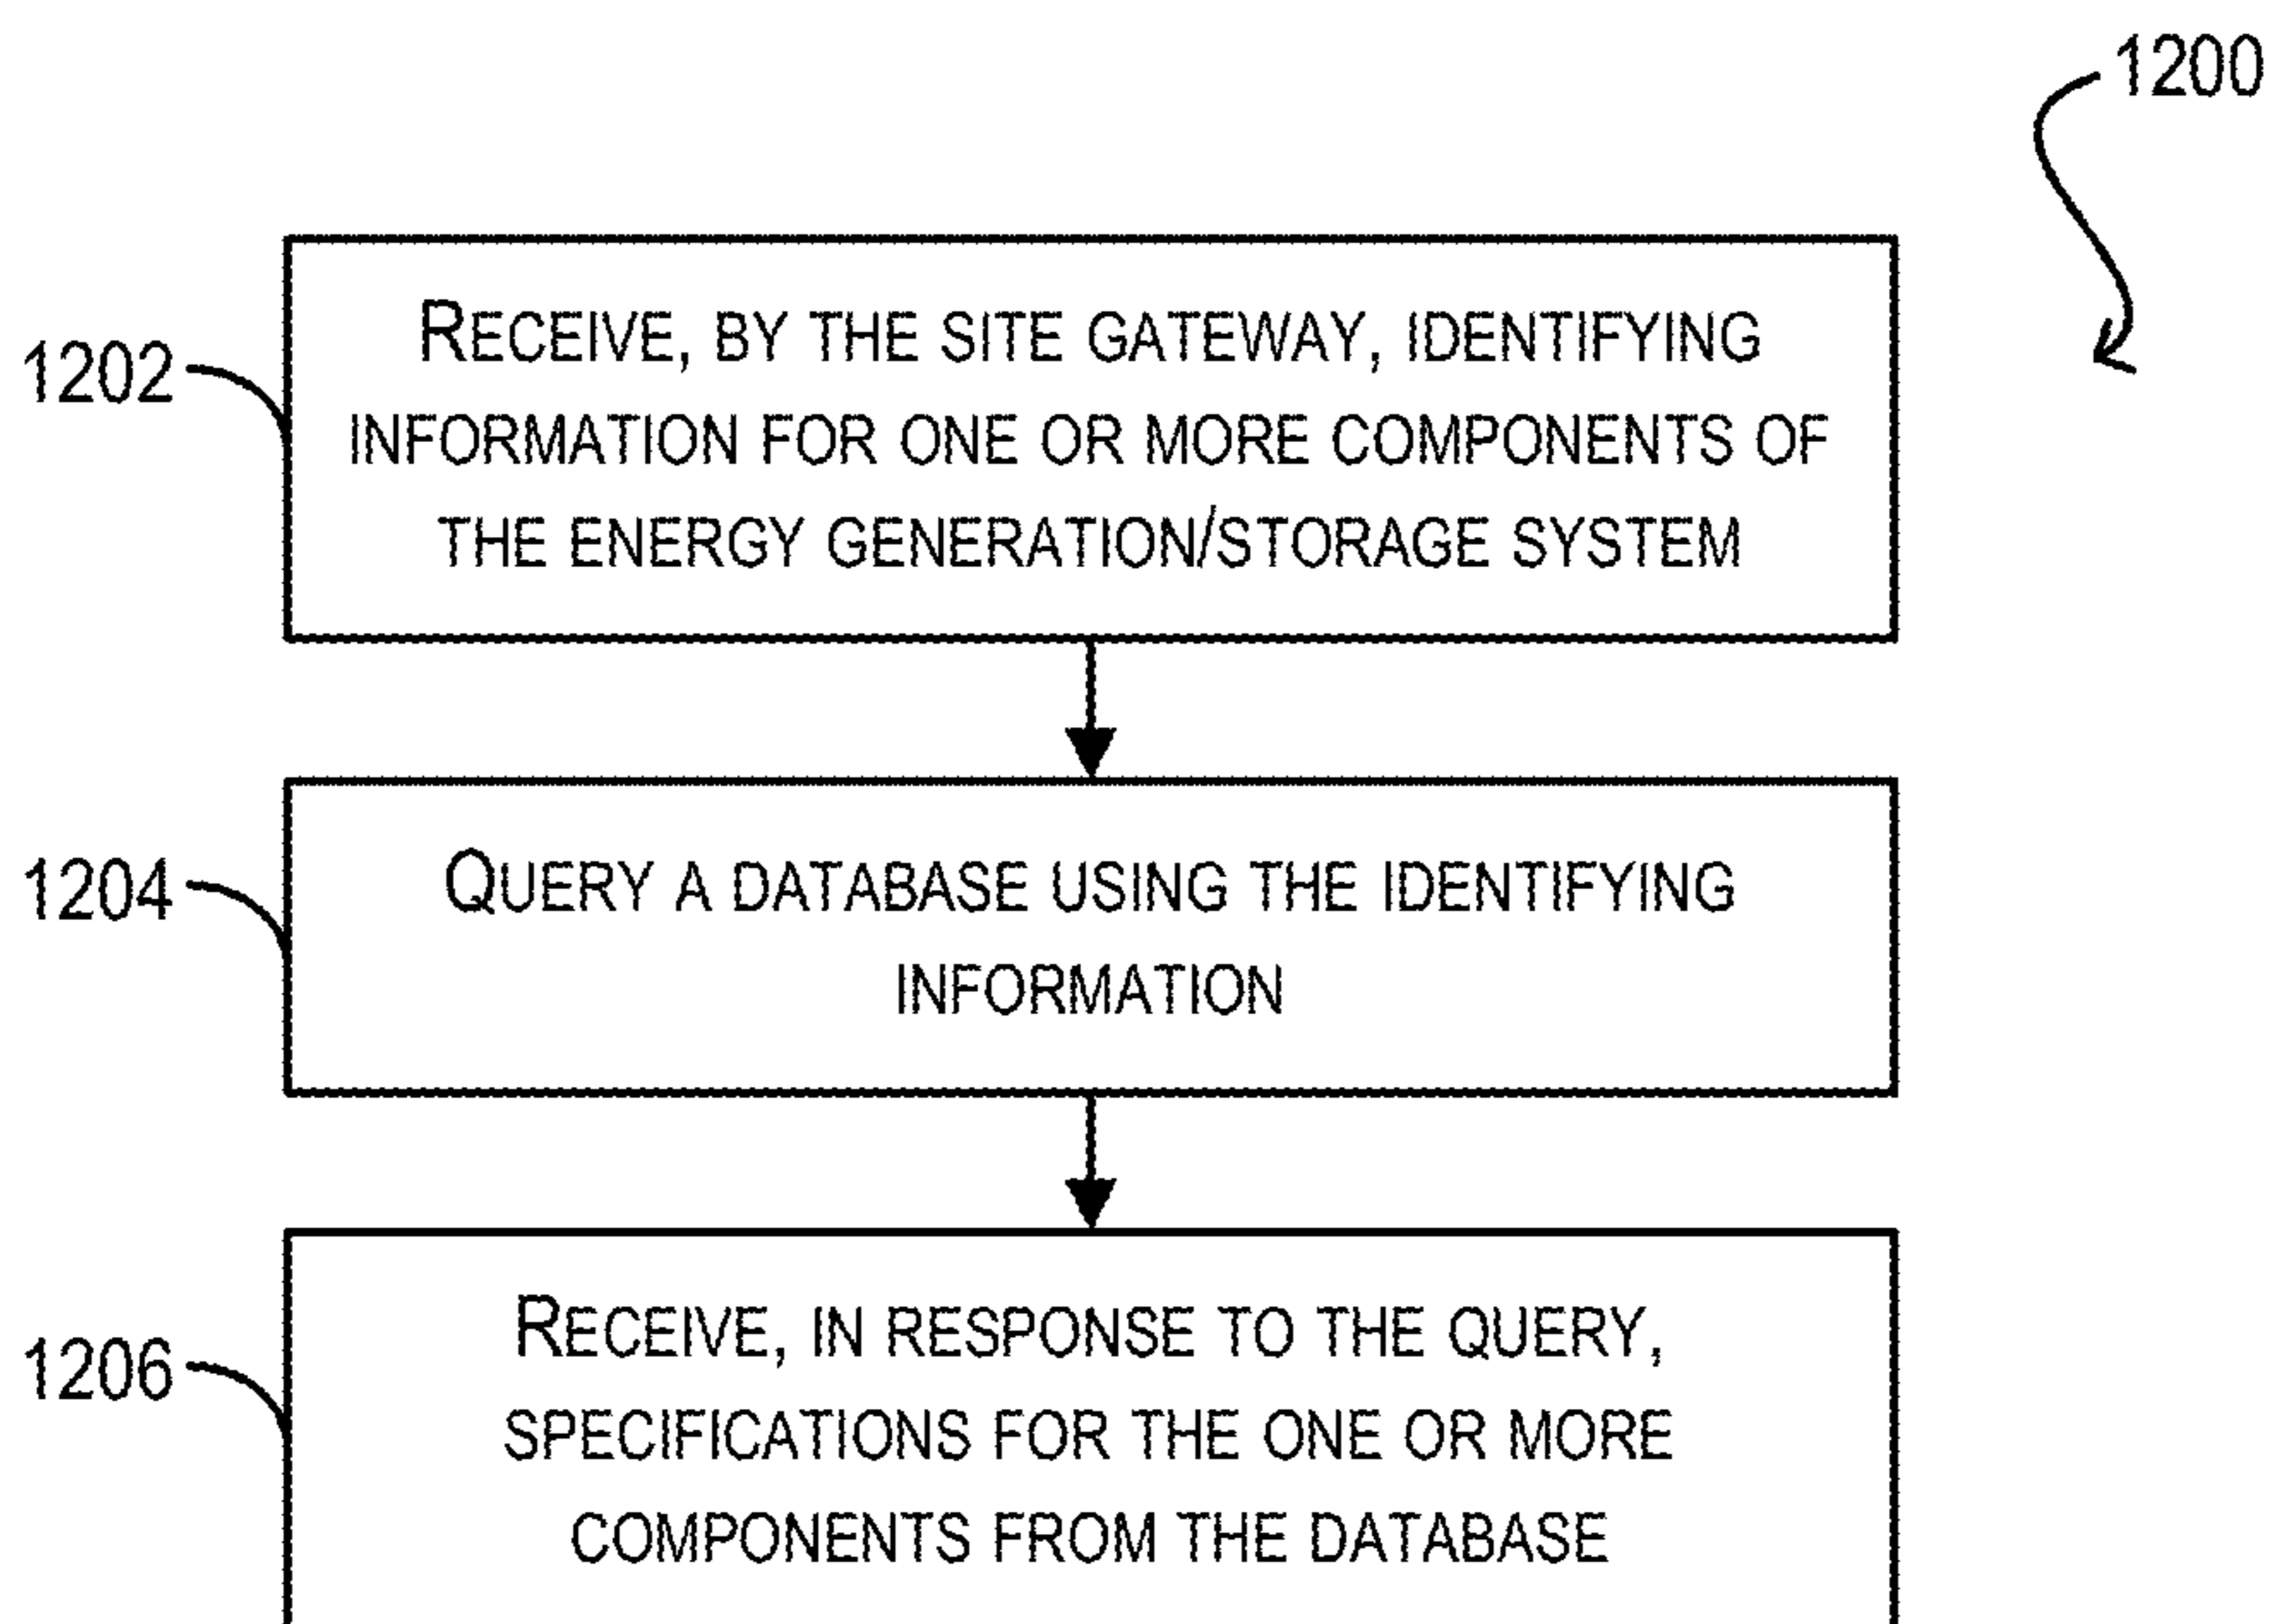 1200
1202
RECEIVE, BY THE SITE GATEWAY, IDENTIFYING
INFORMATION FOR ONE OR MORE COMPONENTS OF
THE ENERGY GENERATION/STORAGE SYSTEM
1204
QUERY A DATABASE USING THE IDENTIFYING
INFORMATION
1206
RECEIVE, IN RESPONSE TO THE QUERY,
SPECIFICATIONS FOR THE ONE OR MORE
COMPONENTS FROM THE DATABASE